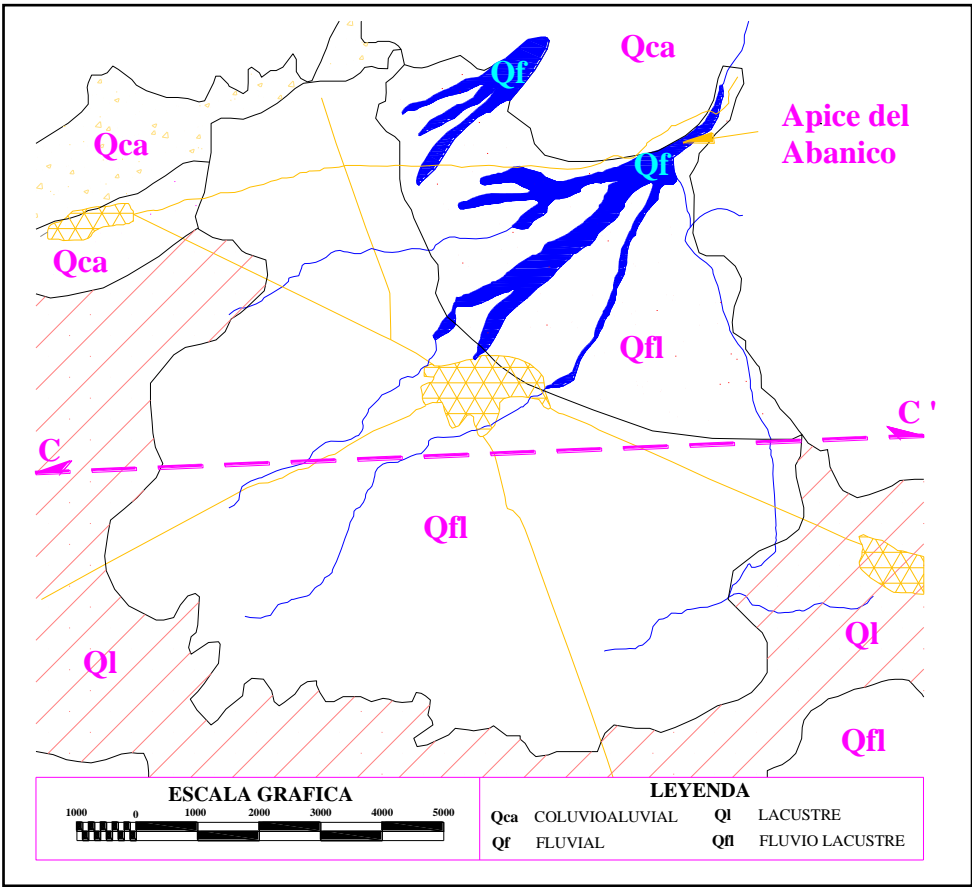 Qca
Qf
Apice del
Abanico
Qca
Qf
Qca
Qfl
C '
C
Qfl
Ql
Ql
Qfl
ESCALA GRAFICA
1000 0 1000 2000 3000 4000 5000
LEYENDA
Qca COLUVIOALUVIAL Ql LACUSTRE
Qf FLUVIAL Qfl FLUVIO LACUSTRE